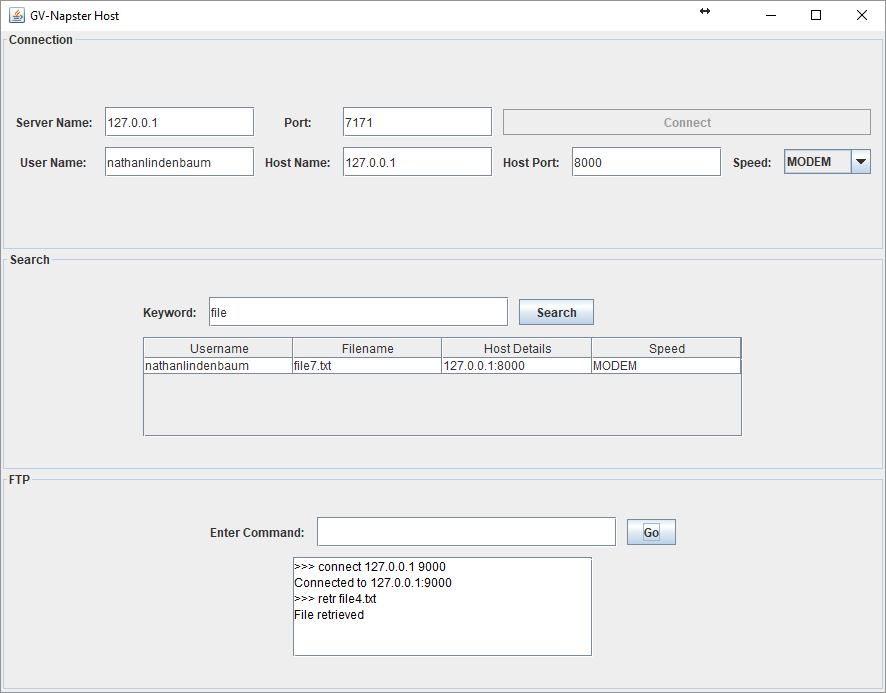 GV-Napster Host
Connection
Server Name: 127.0.0.1 Port: 7171 Connect
User Name: nathanlindenbaum Host Name: 127.0.0.1 Host Port: 8000 Speed: MODEM
Search
Keyword: file Search
Username Filename Host Details Speed
nathanlindenbaum file7.txt 127.0.0.1:8000 MODEM
FTP
Enter Command: Go
>>> connect 127.0.0.1 9000
Connected to 127.0.0.1:9000
>>> retr file4.txt
File retrieved